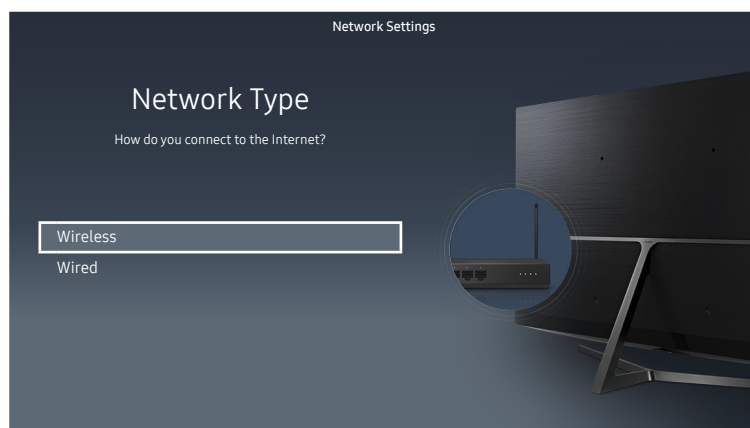 Network Settings
Network Type
How do you connect to the Internet?
Wireless
Wired